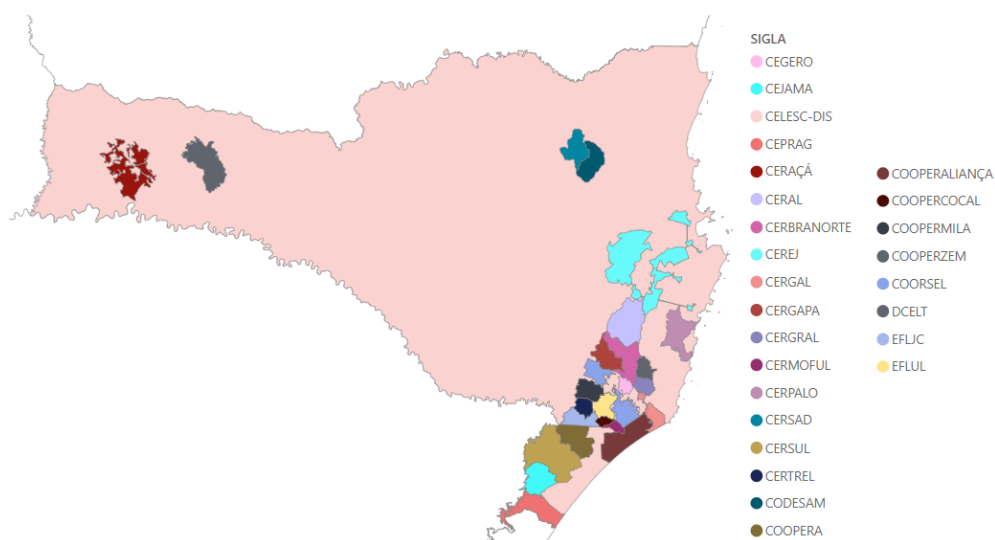 SIGLA
CEGERO
CEJAMA
CELESC-DIS
CEPRAG
CERAÇÁ
CERAL
CERBRANORTE
CEREJ
CERGAL
CERGAPA
CERGRAL
CERMOFUL
CERPALO
CERSAD
CERSUL
CERTREL
CODESAM
COOPERA
COOPERALIANÇA
COOPERCOCAL
COOPERMILA
COOPERZEM
COORSEL
DCELT
EFLJC
EFLUL